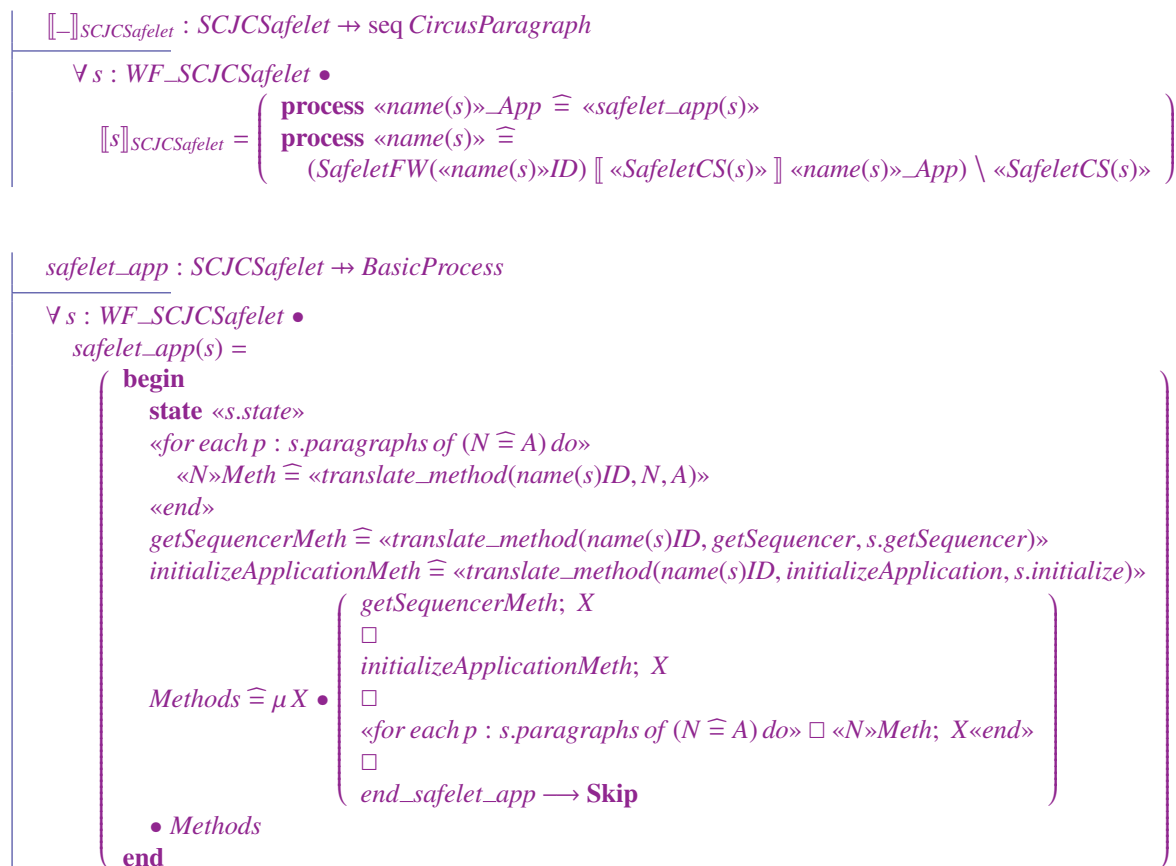 ⟦_⟧SCJCSafelet : SCJCSafelet ⇸ seq CircusParagraph
∀ s : WF_SCJCSafelet •
process «name(s)»_App ≙ «safelet_app(s)»
⟦s⟧SCJCSafelet = process «name(s)» ≙
(SafeletFW(«name(s)»ID) ⟦ «SafeletCS(s)» ⟧ «name(s)»_App) \ «SafeletCS(s)»
safelet_app : SCJCSafelet ⇸ BasicProcess
∀ s : WF_SCJCSafelet •
safelet_app(s) =
begin
state «s.state»
«for each p : s.paragraphs of (N ≙ A) do»
«N»Meth ≙ «translate_method(name(s)ID, N, A)»
«end»
getSequencerMeth ≙ «translate_method(name(s)ID, getSequencer, s.getSequencer)»
initializeApplicationMeth ≙ «translate_method(name(s)ID, initializeApplication, s.initialize)»
getSequencerMeth; X
□
initializeApplicationMeth; X
Methods ≙ μ X • □
«for each p : s.paragraphs of (N ≙ A) do» □ «N»Meth; X«end»
□
end_safelet_app ⟶ Skip
• Methods
end